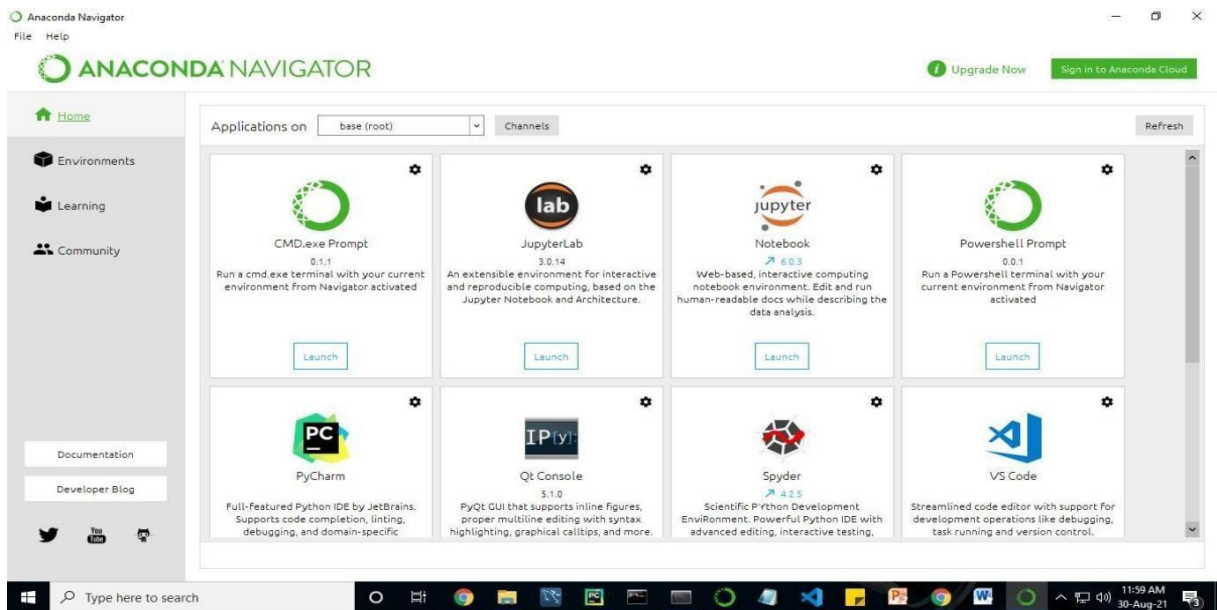 Anaconda Navigator
File Help
ANACONDA NAVIGATOR
Upgrade Now
Sign in to Anaconda Cloud
Home
Environments
Learning
Community
Documentation
Developer Blog
You
Tube
Applications on
base (root)
Channels
Refresh
CMD.exe Prompt
0.1.1
Run a cmd.exe terminal with your current
environment from Navigator activated
Launch
lab
JupyterLab
3.0.14
An extensible environment for interactive
and reproducible computing, based on the
Jupyter Notebook and Architecture.
Launch
jupyter
Notebook
6.0.3
Web-based, interactive computing
notebook environment. Edit and run
human-readable docs while describing the
data analysis.
Launch
Powershell Prompt
0.0.1
Run a Powershell terminal with your
current environment from Navigator
activated
Launch
PC
PyCharm
Full-featured Python IDE by JetBrains.
Supports code completion, linting,
debugging, and domain-specific
IP[y]:
Qt Console
5.1.0
PyQt GUI that supports inline figures,
proper multiline editing with syntax
highlighting, graphical calltips, and more.
Spyder
4.2.5
Scientific Python Development
EnviRonment. Powerful Python IDE with
advanced editing, interactive testing,
VS Code
Streamlined code editor with support for
development operations like debugging,
task running and version control.
Type here to search
11:59 AM
30-Aug-21
3